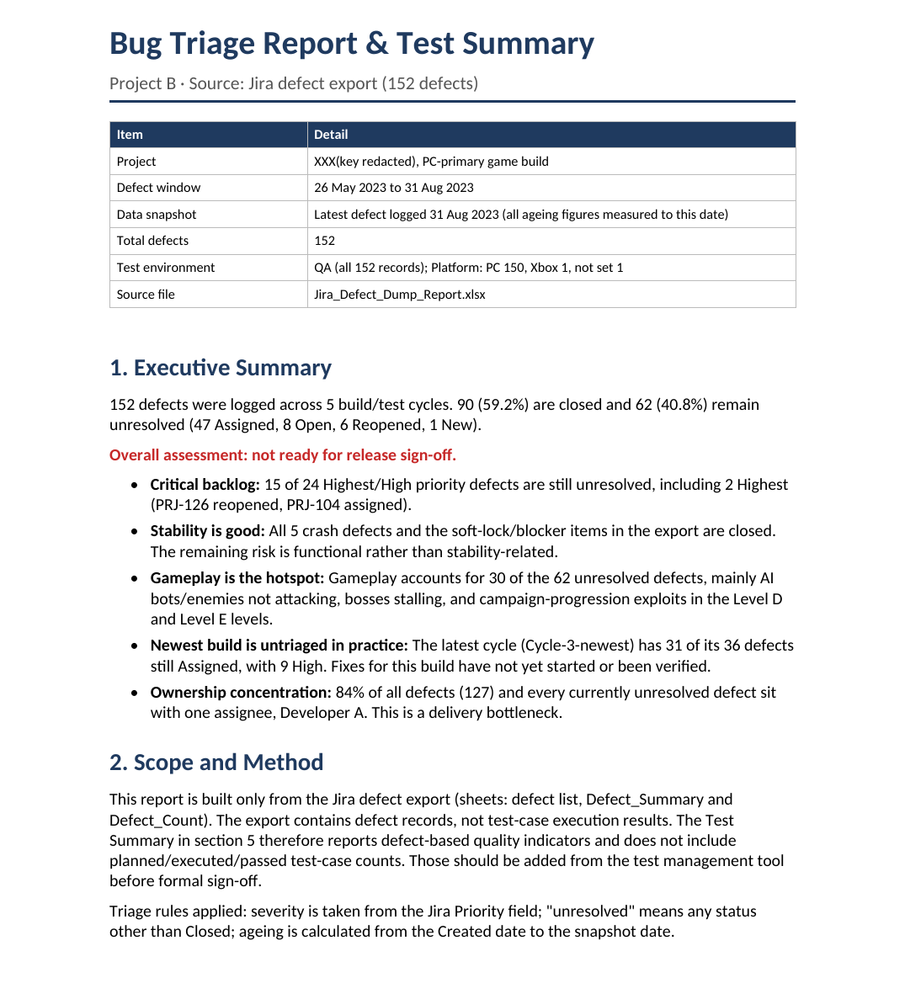 Bug Triage Report & Test Summary
Project B · Source: Jira defect export (152 defects)
Item Detail
Project XXX(key redacted), PC-primary game build
Defect window 26 May 2023 to 31 Aug 2023
Data snapshot Latest defect logged 31 Aug 2023 (all ageing figures measured to this date)
Total defects 152
Test environment QA (all 152 records); Platform: PC 150, Xbox 1, not set 1
Source file Jira_Defect_Dump_Report.xlsx
1. Executive Summary
152 defects were logged across 5 build/test cycles. 90 (59.2%) are closed and 62 (40.8%) remain
unresolved (47 Assigned, 8 Open, 6 Reopened, 1 New).
Overall assessment: not ready for release sign-off.
• Critical backlog: 15 of 24 Highest/High priority defects are still unresolved, including 2 Highest
(PRJ-126 reopened, PRJ-104 assigned).
• Stability is good: All 5 crash defects and the soft-lock/blocker items in the export are closed.
The remaining risk is functional rather than stability-related.
• Gameplay is the hotspot: Gameplay accounts for 30 of the 62 unresolved defects, mainly AI
bots/enemies not attacking, bosses stalling, and campaign-progression exploits in the Level D
and Level E levels.
• Newest build is untriaged in practice: The latest cycle (Cycle-3-newest) has 31 of its 36 defects
still Assigned, with 9 High. Fixes for this build have not yet started or been verified.
• Ownership concentration: 84% of all defects (127) and every currently unresolved defect sit
with one assignee, Developer A. This is a delivery bottleneck.
2. Scope and Method
This report is built only from the Jira defect export (sheets: defect list, Defect_Summary and
Defect_Count). The export contains defect records, not test-case execution results. The Test
Summary in section 5 therefore reports defect-based quality indicators and does not include
planned/executed/passed test-case counts. Those should be added from the test management tool
before formal sign-off.
Triage rules applied: severity is taken from the Jira Priority field; "unresolved" means any status
other than Closed; ageing is calculated from the Created date to the snapshot date.